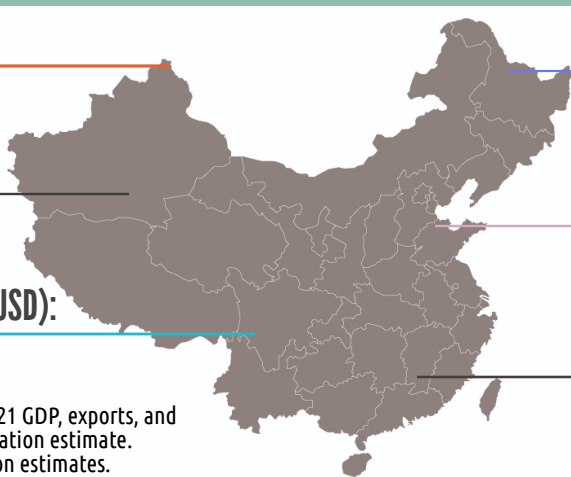 USD):
21 GDP, exports, and
ation estimate.
on estimates.